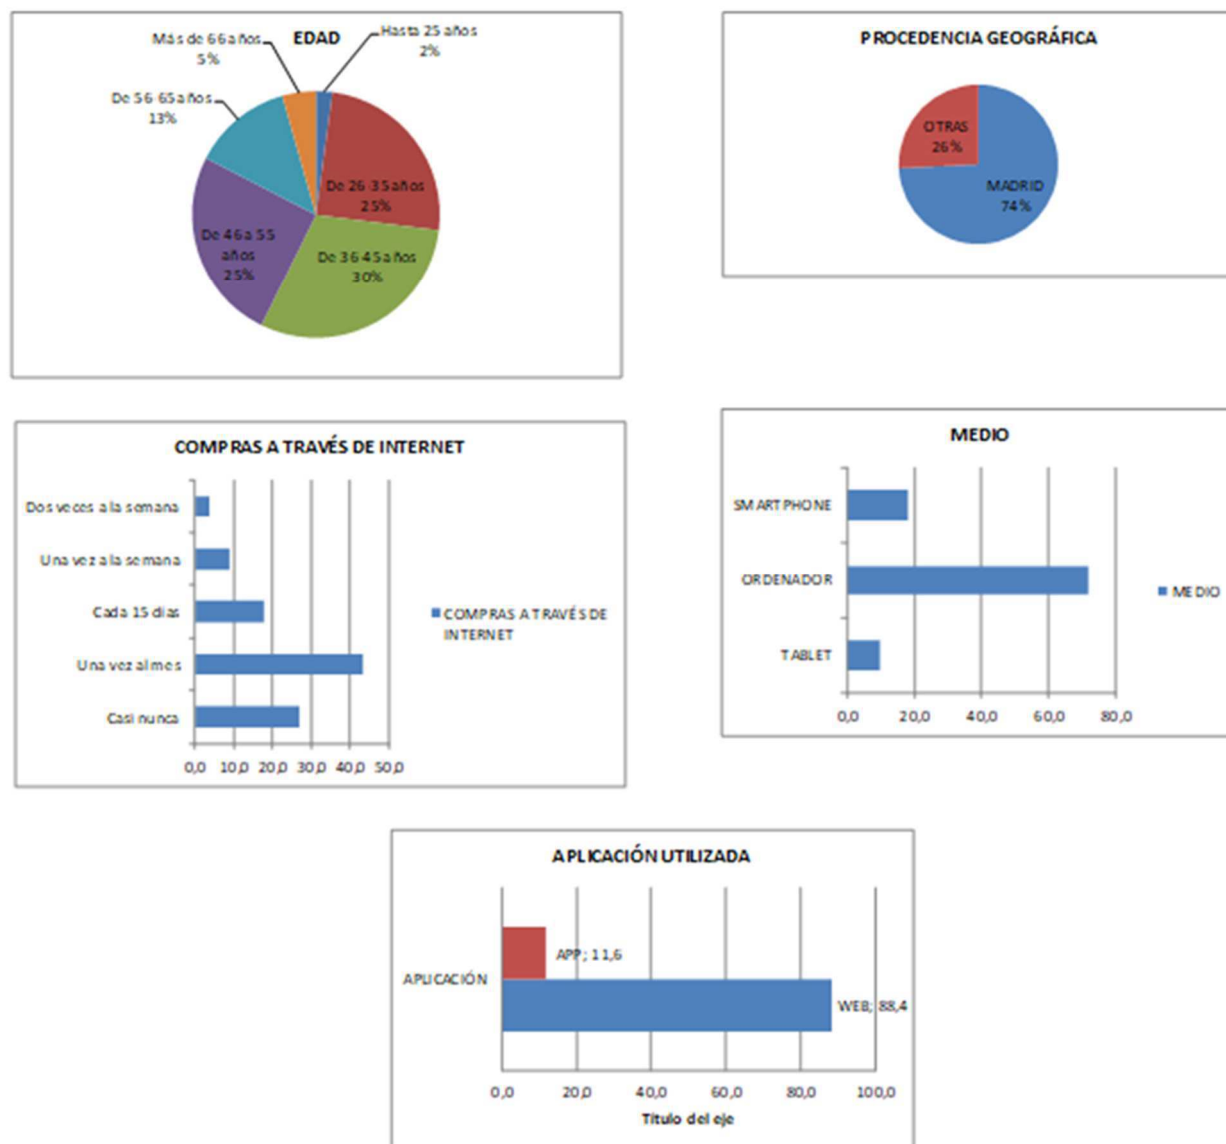 EDAD
Más de 66 años
5%
Hasta 25 años
2%
De 56-65 años
13%
De 26-35 años
25%
De 46 a 55
años
25%
De 36-45 años
30%
PROCEDENCIA GEOGRÁFICA
OTRAS
26%
MADRID
74%
COMPRAS A TRAVÉS DE INTERNET
Dos veces a la semana
Una vez a la semana
Cada 15 días
Una vez al mes
Casi nunca
0,0 10,0 20,0 30,0 40,0 50,0
COMPRAS A TRAVÉS DE
INTERNET
MEDIO
SMARTPHONE
ORDENADOR
TABLET
0,0 20,0 40,0 60,0 80,0
MEDIO
APLICACIÓN UTILIZADA
APP; 11,6
APLICACIÓN
WEB; 88,4
0,0 20,0 40,0 60,0 80,0 100,0
Título del eje